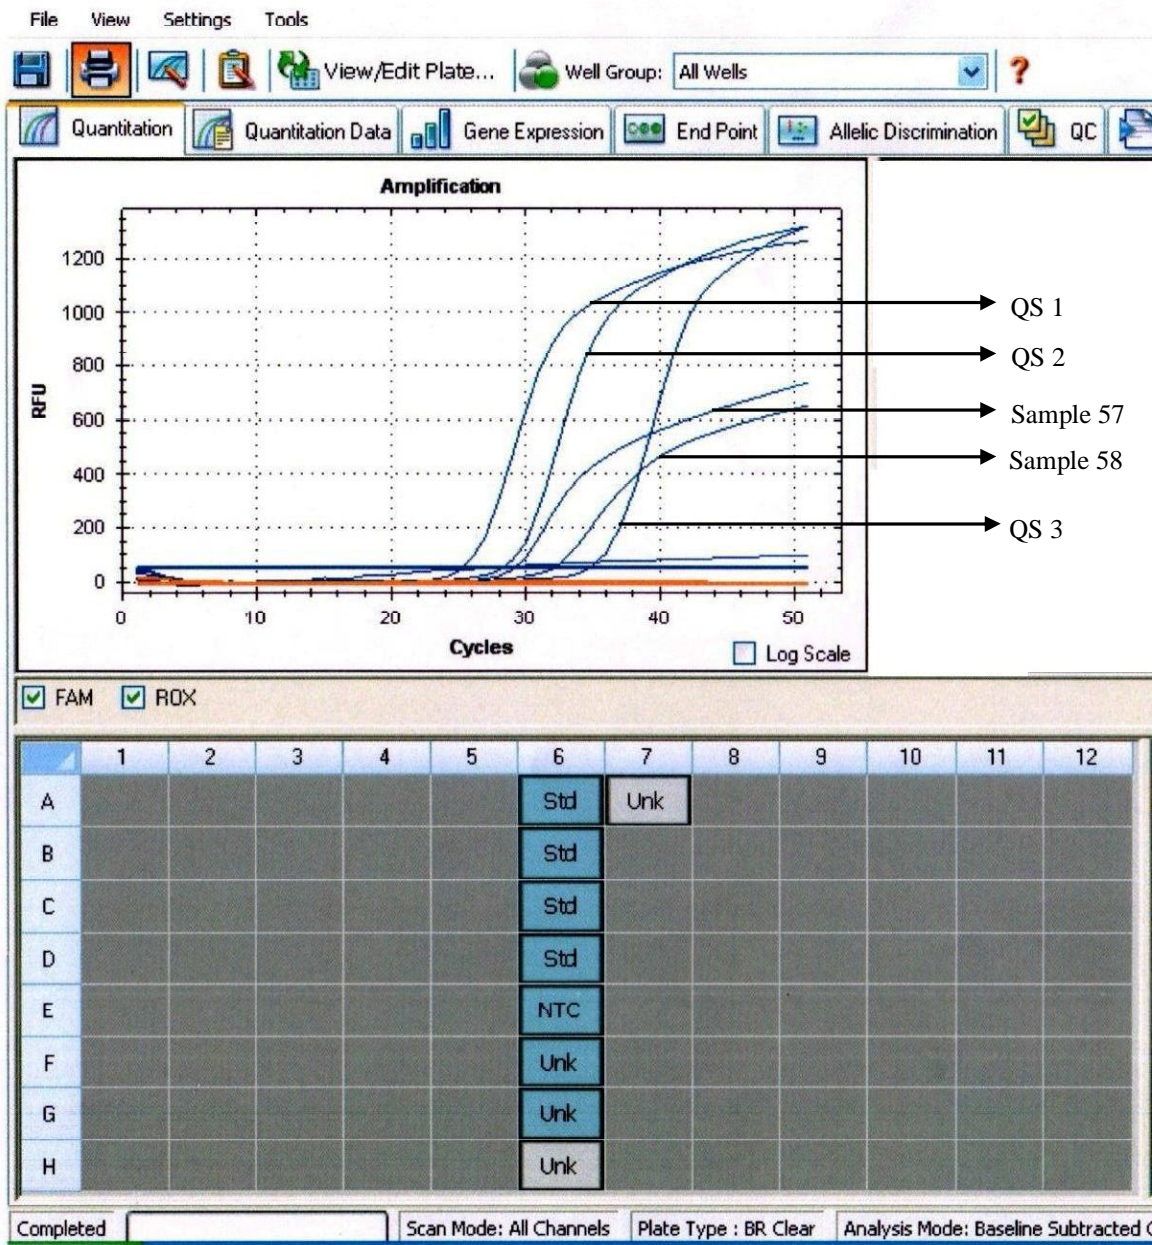 File View Settings Tools
View/Edit Plate... Well Group: All Wells ?
Quantitation Quantitation Data Gene Expression End Point Allelic Discrimination QC
Amplification
RFU
1200
1000
800
600
400
200
0
0 10 20 30 40 50
Cycles
Log Scale
QS 1
QS 2
Sample 57
Sample 58
QS 3
FAM ROX
1 2 3 4 5 6 7 8 9 10 11 12
A Std Unk
B Std
C Std
D Std
E NTC
F Unk
G Unk
H Unk
Completed Scan Mode: All Channels Plate Type : BR Clear Analysis Mode: Baseline Subtracted